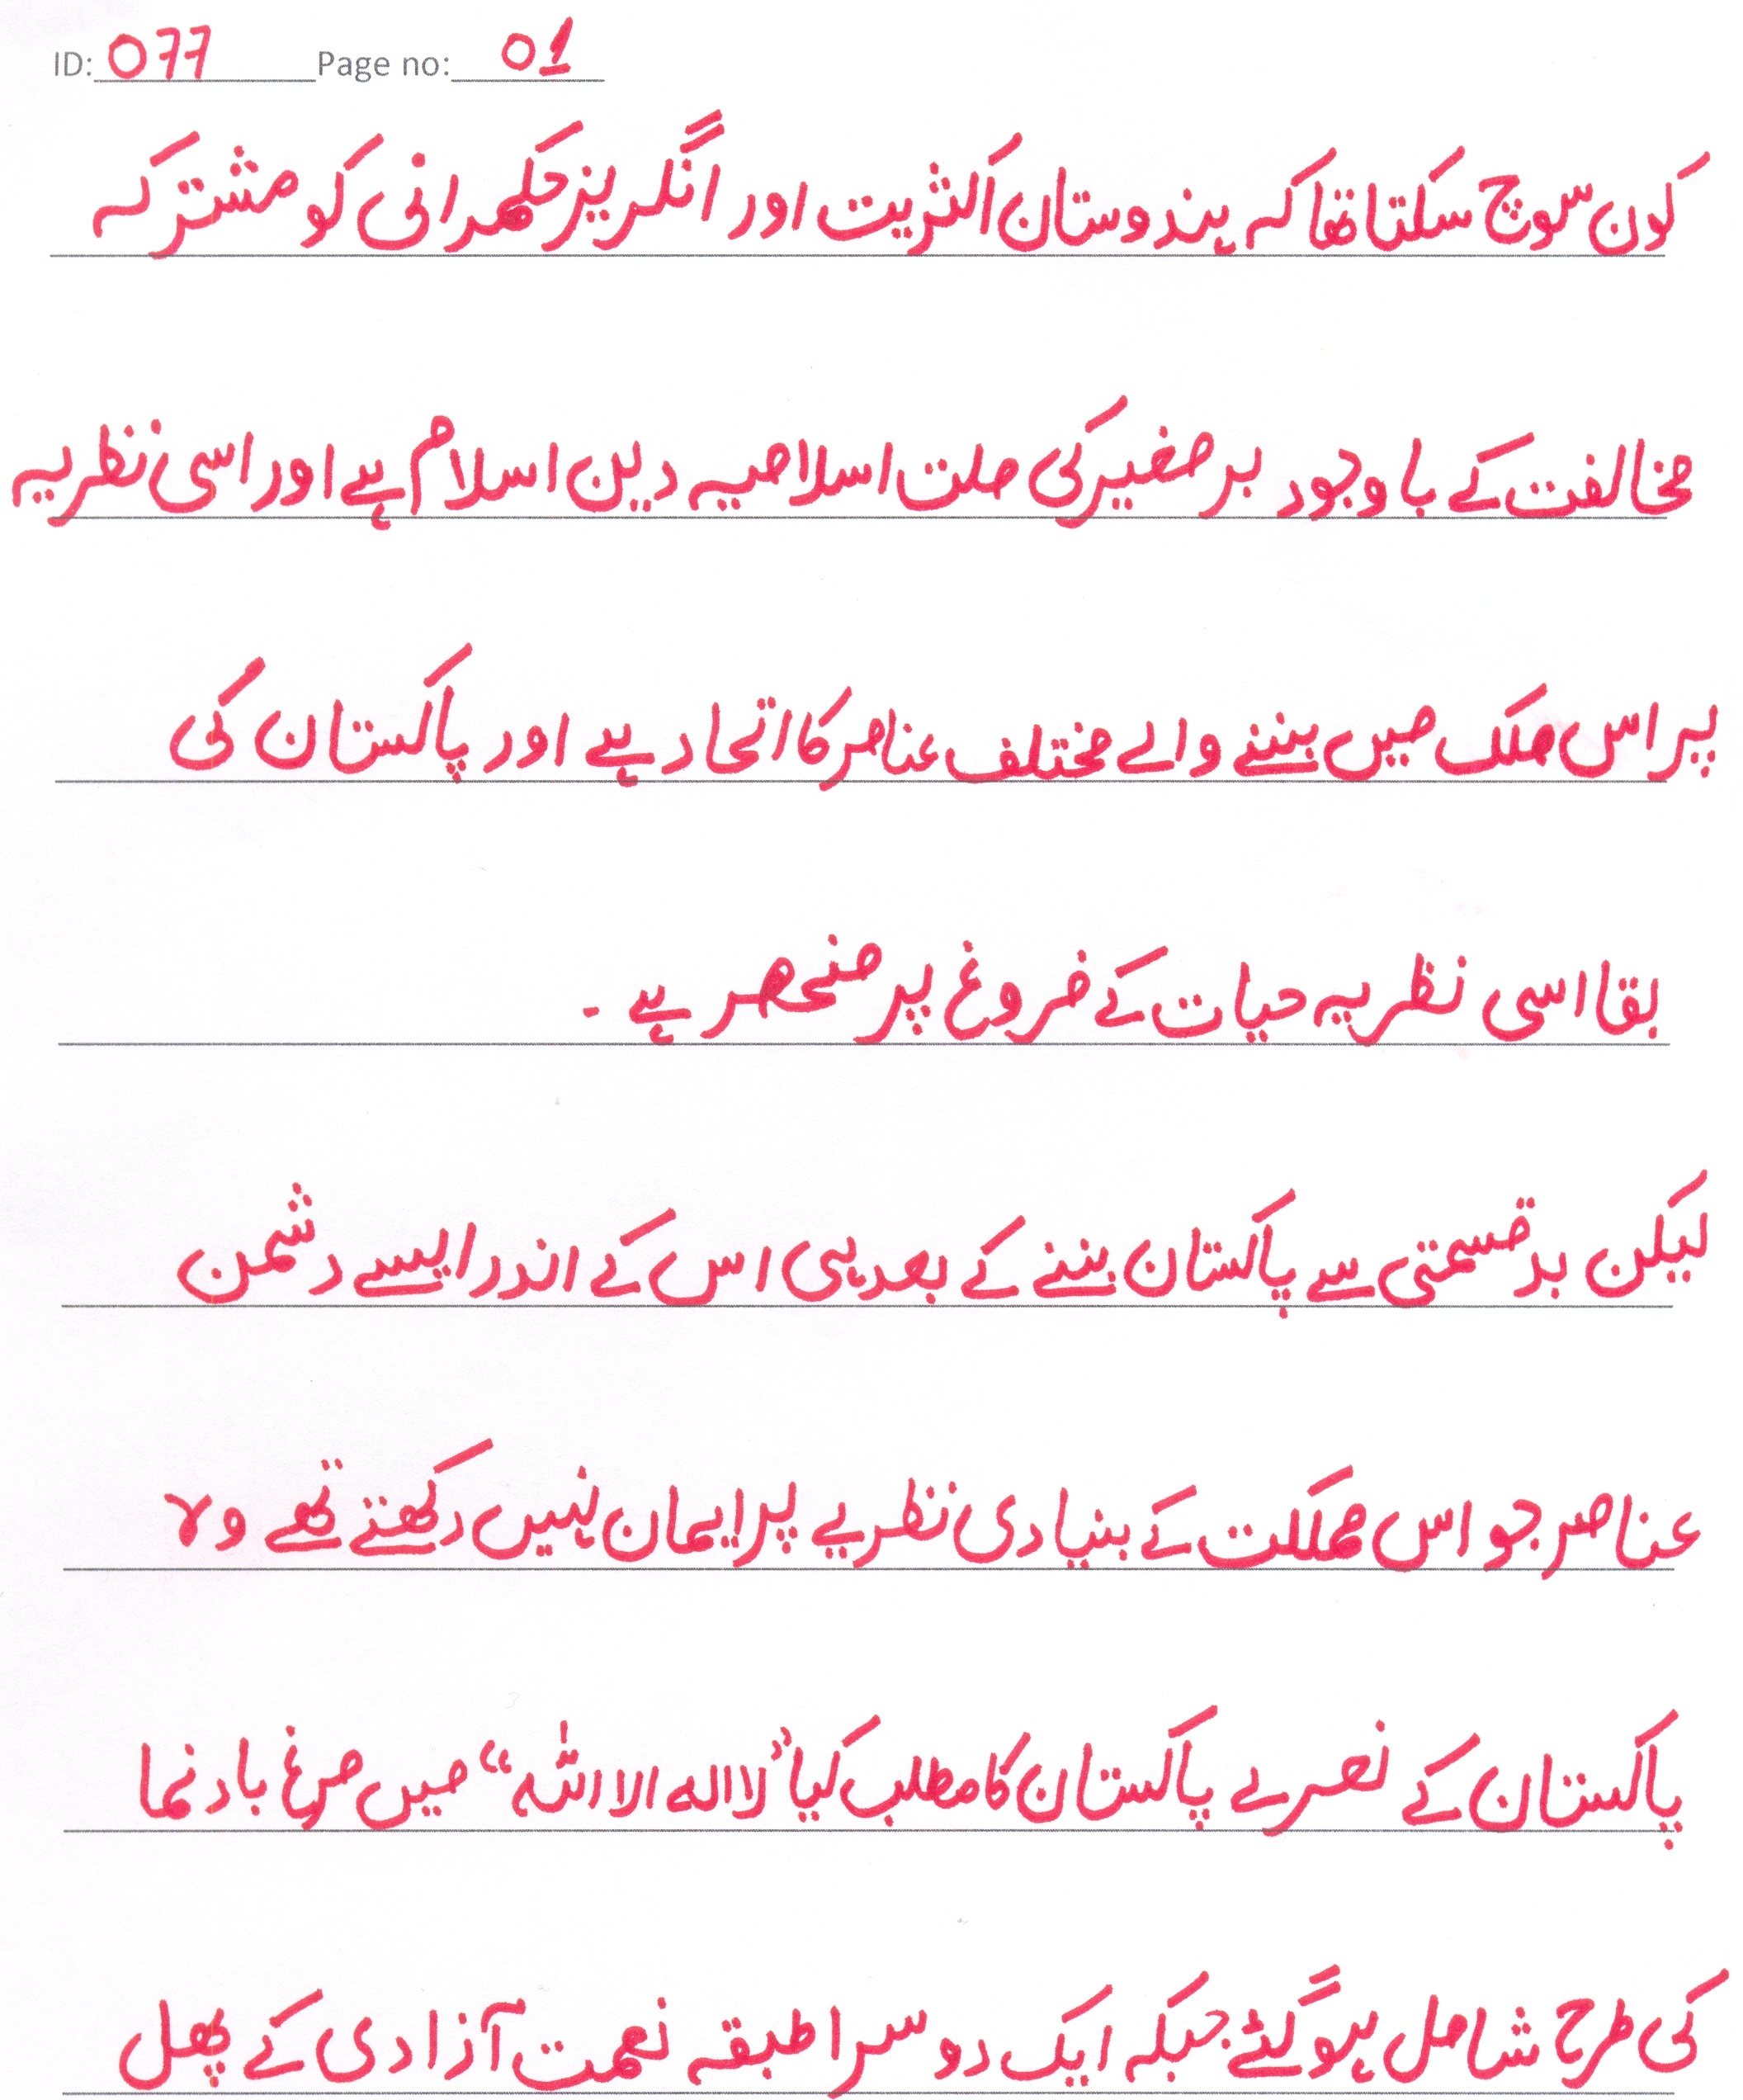 ID: 077 Page no: 01
کون سوچ سکتا تھا کہ ہندوستان اکثریت اور انگریز حکمرانی کو مشترکہ
مخالفت کے باوجود برصغیر کی ملت اسلامیہ دین اسلام ہے اور اسی نظریہ
پر اس ملک میں بننے والے مختلف عناصر کا اتحاد ہے اور پاکستان کی
بقا اسی نظریہ حیات کے فروغ پر منحصر ہے ۔
لیکن بدقسمتی سے پاکستان بننے کے بعد ہی اس کے اندر ایسے دشمن
عناصر جو اس مملکت کے بنیادی نظریے پر ایمان نہیں رکھتے تھے وہ
پاکستان کے نعرے پاکستان کا مطلب کیا ”لا الہ الا اللہ“ میں مرغ باد نما
کی طرح شامل ہو گئے جبکہ ایک دوسرا طبقہ نعمت آزادی کے پھل